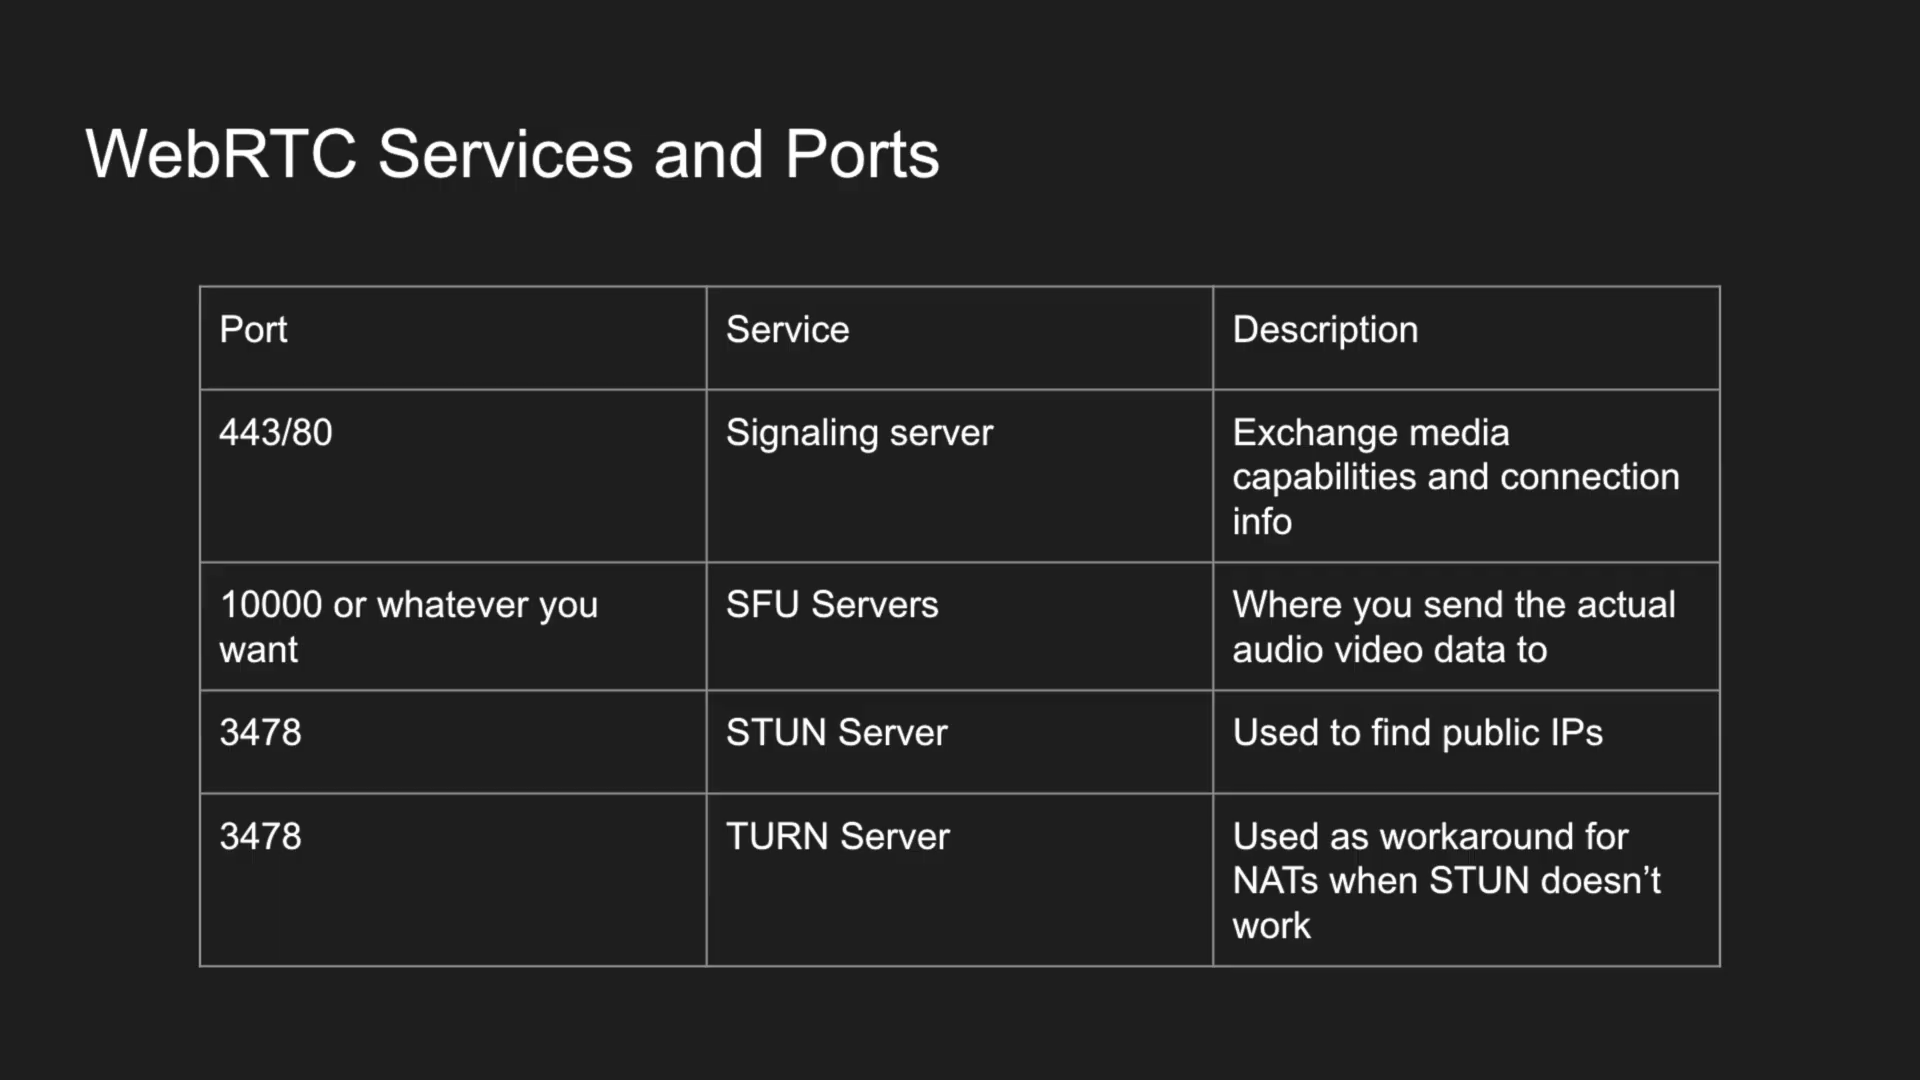 WebRTC Services and Ports
Port
Service
Description
443/80
Signaling server
Exchange media
capabilities and connection
info
10000 or whatever you
want
SFU Servers
Where you send the actual
audio video data to
3478
STUN Server
Used to find public IPs
3478
TURN Server
Used as workaround for
NATs when STUN doesn’t
work